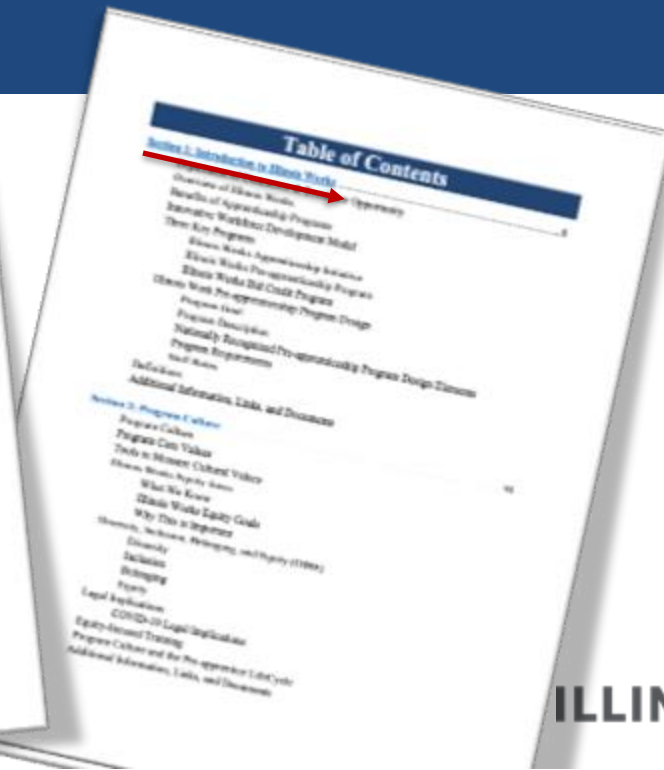 Table of Contents
Section 1: Introduction to Illinois Works
Opportunity
Overview of Illinois Works
Benefits of Apprenticeship Programs
Innovative Workforce Development Model
Three Key Programs
Illinois Works Apprenticeship Initiative
Illinois Works Pre-apprenticeship Program
Illinois Works Bid Credit Program
Illinois Work Pre-apprenticeship Program Design
Program Goal
Program Description
Nationally Recognized Pre-apprenticeship Program Design Elements
Program Requirements
Definitions
Additional Information, Links, and Documents
Section 2: Program Culture
Program Culture
Program Core Values
Tools to Measure Cultural Values
What We Know
Illinois Works Equity Goals
Why This is Important
Diversity, Inclusion, Belonging, and Equity
Diversity
Inclusion
Belonging
Equity
Legal Implications
COVID-19 Legal Implications
Equity-focused Training
Program Culture and the Pre-apprentice LifeCycle
Additional Information, Links, and Documents
ILLIN